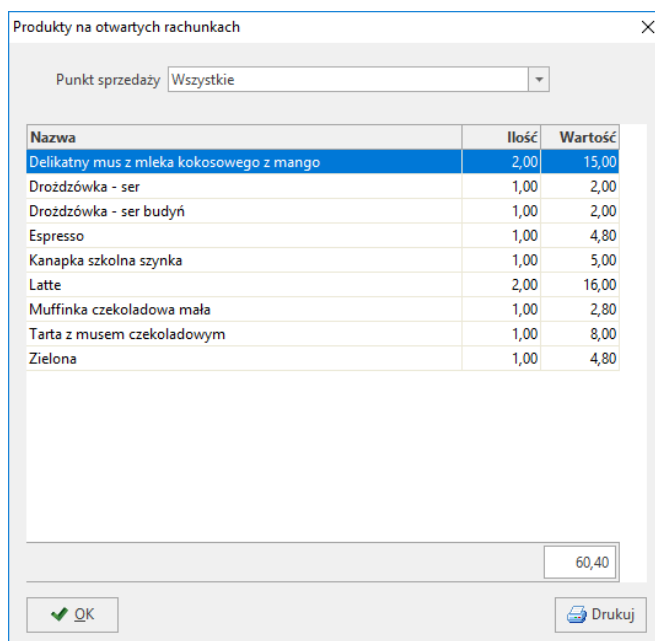 Produkty na otwartych rachunkach
Punkt sprzedaży Wszystkie
Nazwa Ilość Wartość
Delikatny mus z mleka kokosowego z mango 2,00 15,00
Drożdzówka - ser 1,00 2,00
Drożdzówka - ser budyń 1,00 2,00
Espresso 1,00 4,80
Kanapka szkolna szynka 1,00 5,00
Latte 2,00 16,00
Muffinka czekoladowa mała 1,00 2,80
Tarta z musem czekoladowym 1,00 8,00
Zielona 1,00 4,80
60,40
OK Drukuj